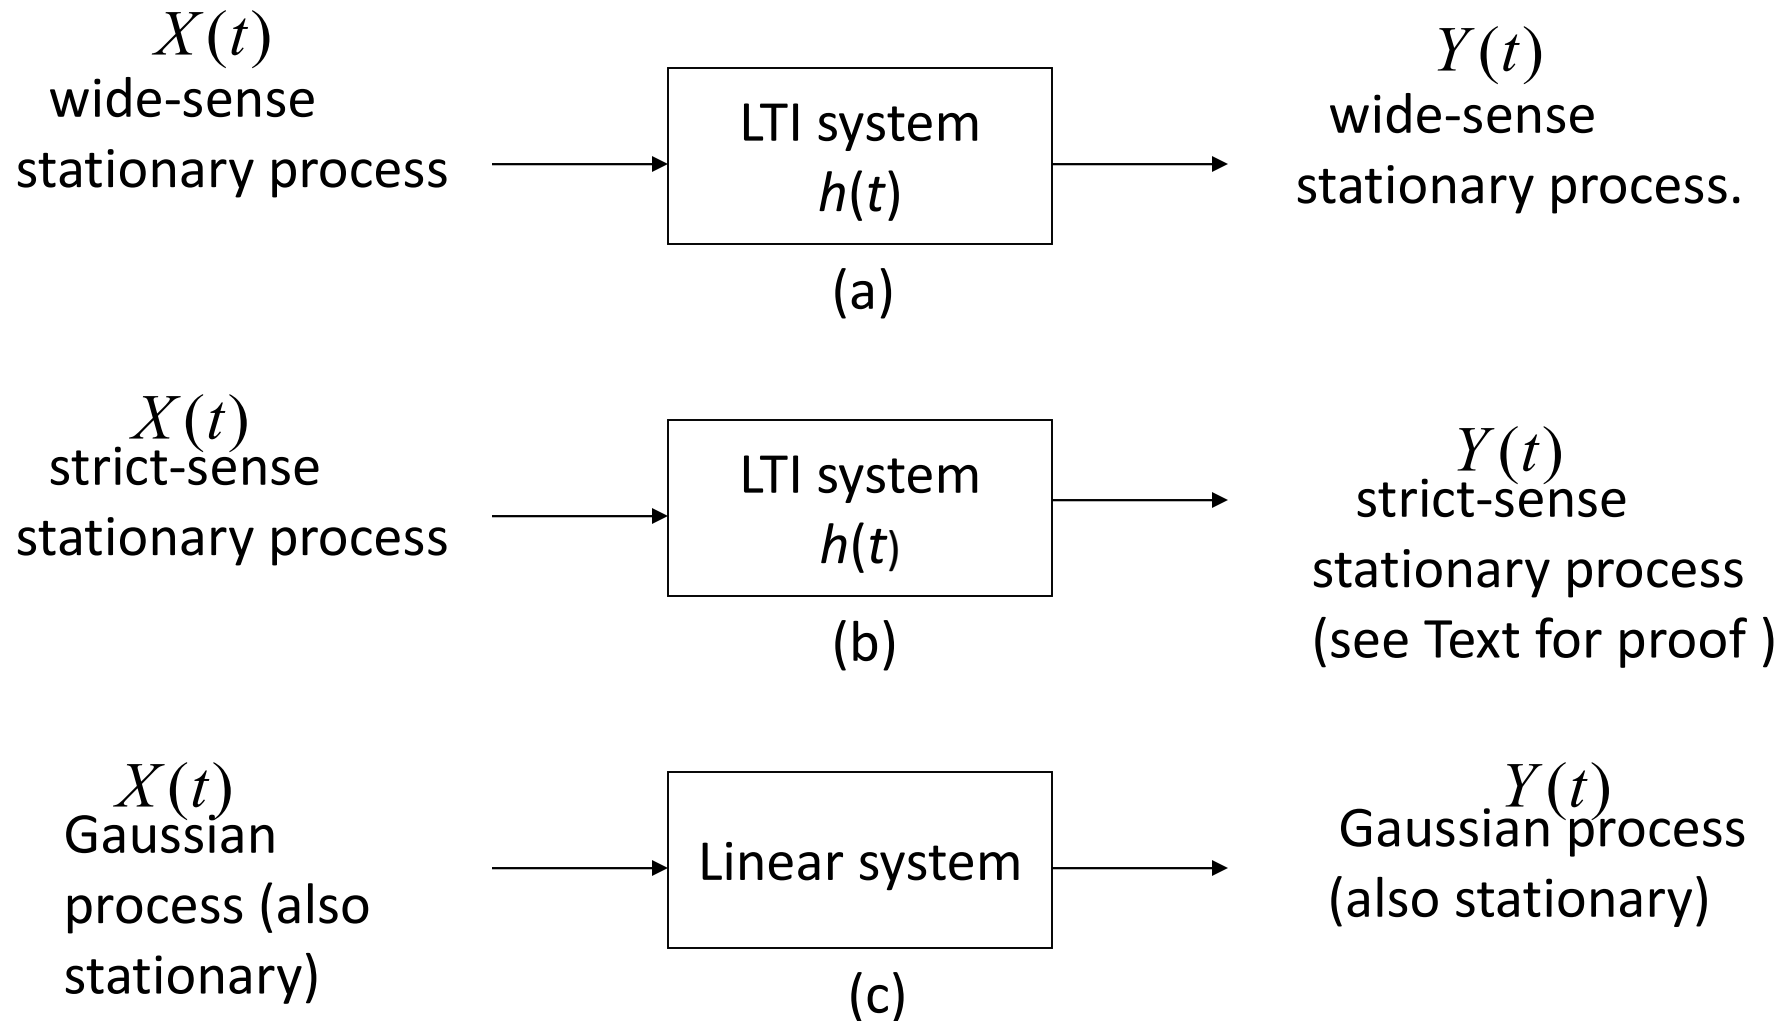 X(t)
wide-sense
stationary process
LTI system
h(t)
Y(t)
wide-sense
stationary process.
(a)
X(t)
strict-sense
stationary process
LTI system
h(t)
Y(t)
strict-sense
stationary process
(see Text for proof )
(b)
X(t)
Gaussian
process (also
stationary)
Linear system
Y(t)
Gaussian process
(also stationary)
(c)